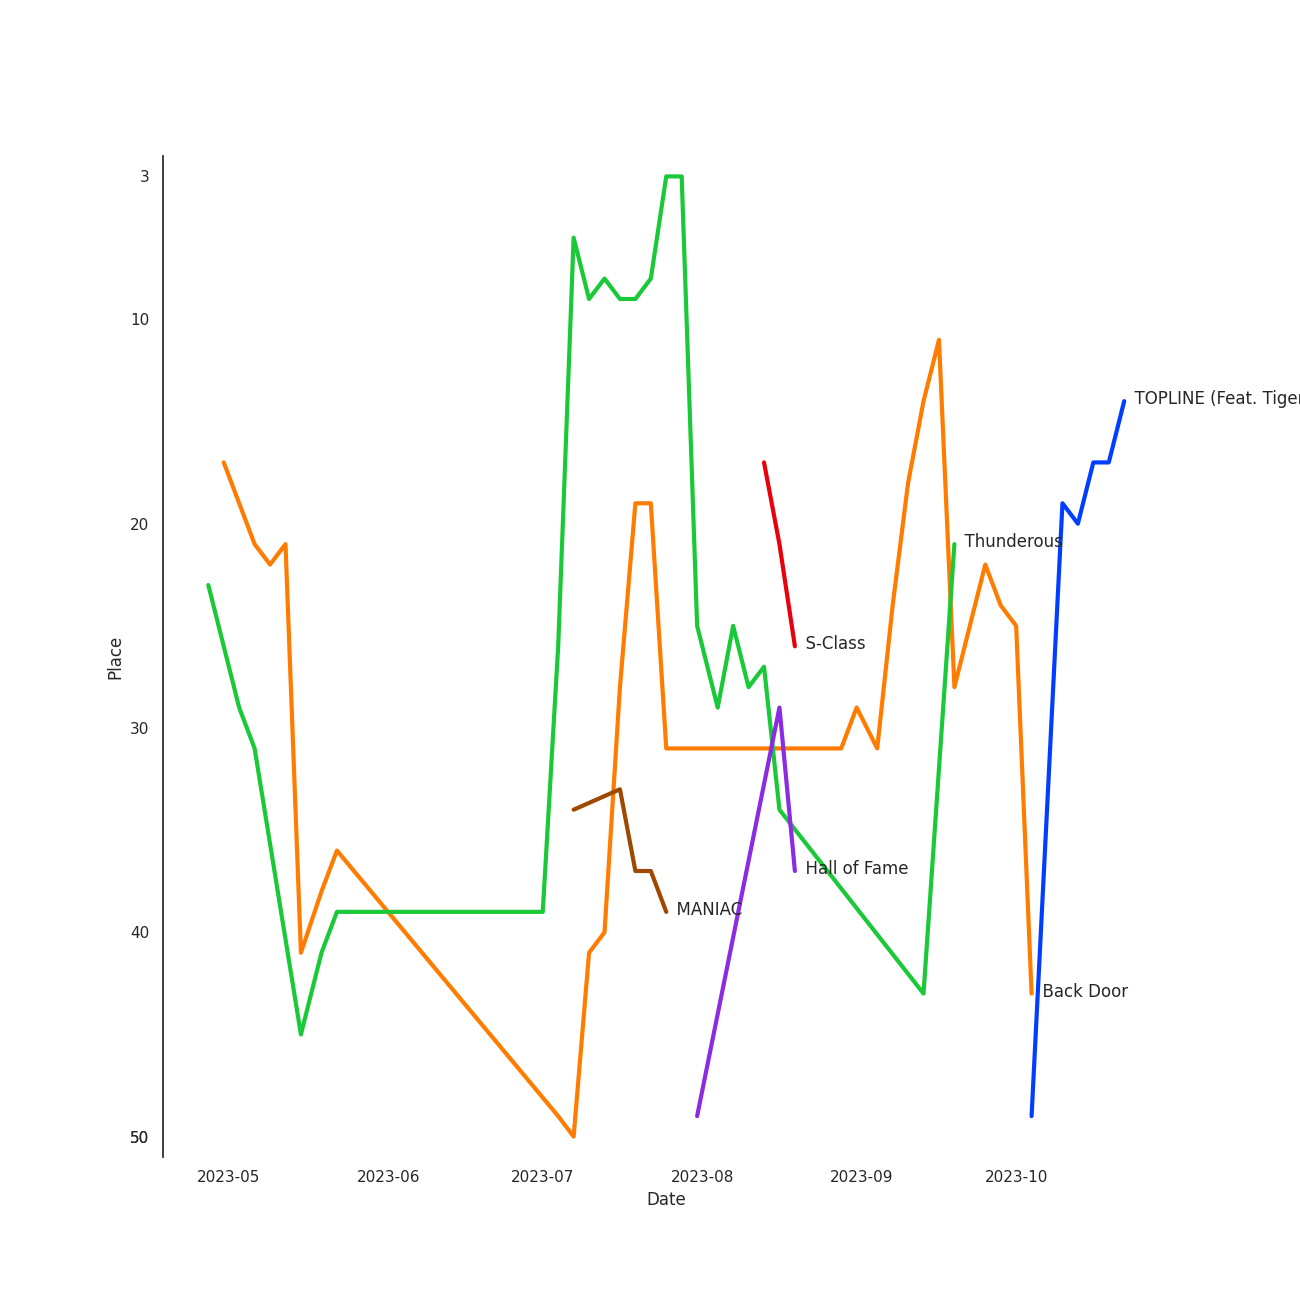 3
10
TOPLINE (Feat. Tiger
20
Thunderous
S-Class
Place
30
Hall of Fame
MANIAC
40
Back Door
50
2023-05 2023-06 2023-07 2023-08 2023-09 2023-10
Date